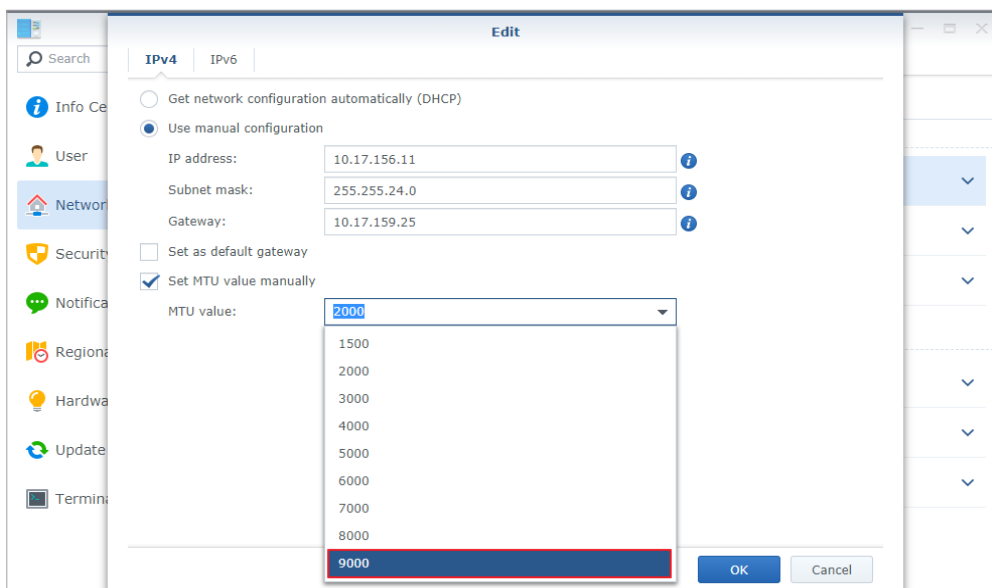 Edit
Search
IPv4 IPv6
Get network configuration automatically (DHCP)
Info Ce
Use manual configuration
User
IP address: 10.17.156.11
Subnet mask: 255.255.24.0
Networ
Gateway: 10.17.159.25
Security
Set as default gateway
Set MTU value manually
Notifica
MTU value: 2000
1500
Regiona
2000
3000
Hardwa
4000
Update
5000
6000
Termina
7000
8000
9000
OK Cancel